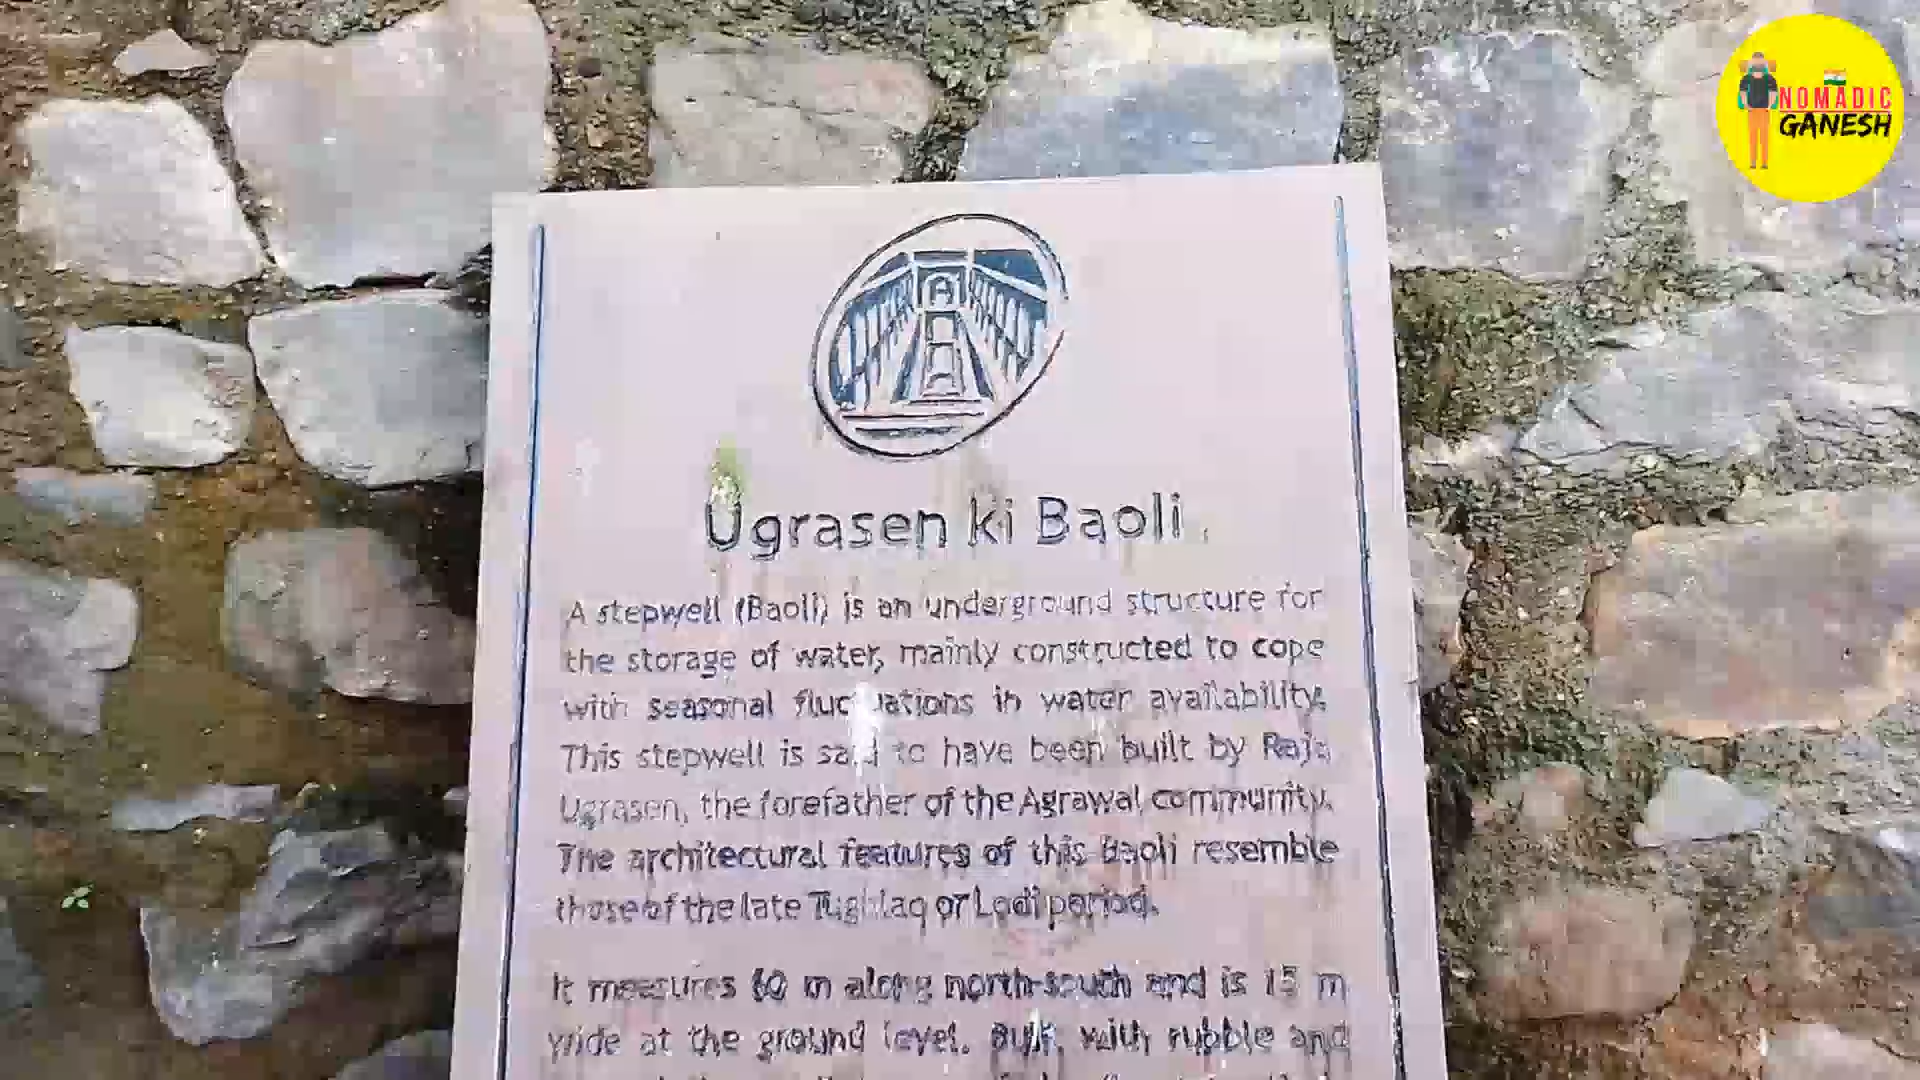 NOMADIC
GANESH
Ugrasen ki Baoli
A stepwell (Baoli) is an underground structure for
the storage of water, mainly constructed to cope
with seasonal fluctuations in water availability.
This stepwell is said to have been built by Raja
Ugrasen, the forefather of the Agrawal community.
The architectural features of this Baoli resemble
those of the late Tughlaq or Lodi period.
It measures 60 m along north-south and is 15 m
wide at the ground level. Built with rubble and